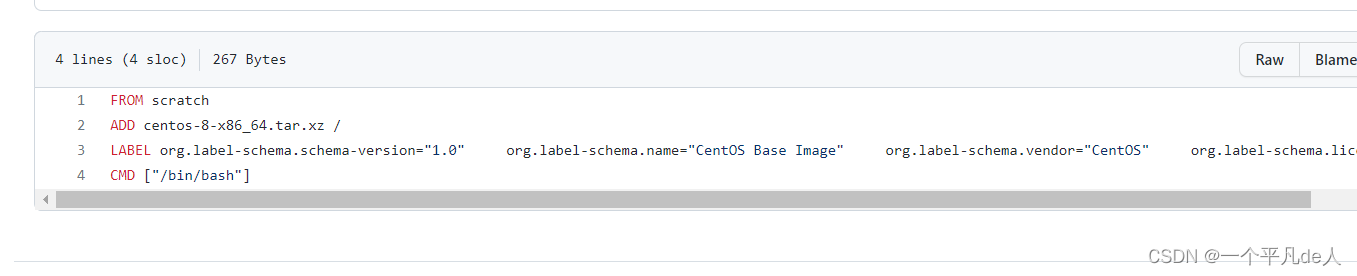 4 lines (4 sloc) 267 Bytes Raw Blame
1 FROM scratch
2 ADD centos-8-x86_64.tar.xz /
3 LABEL org.label-schema.schema-version="1.0" org.label-schema.name="CentOS Base Image" org.label-schema.vendor="CentOS" org.label-schema.lice
4 CMD ["/bin/bash"]
CSDN @一个平凡de人